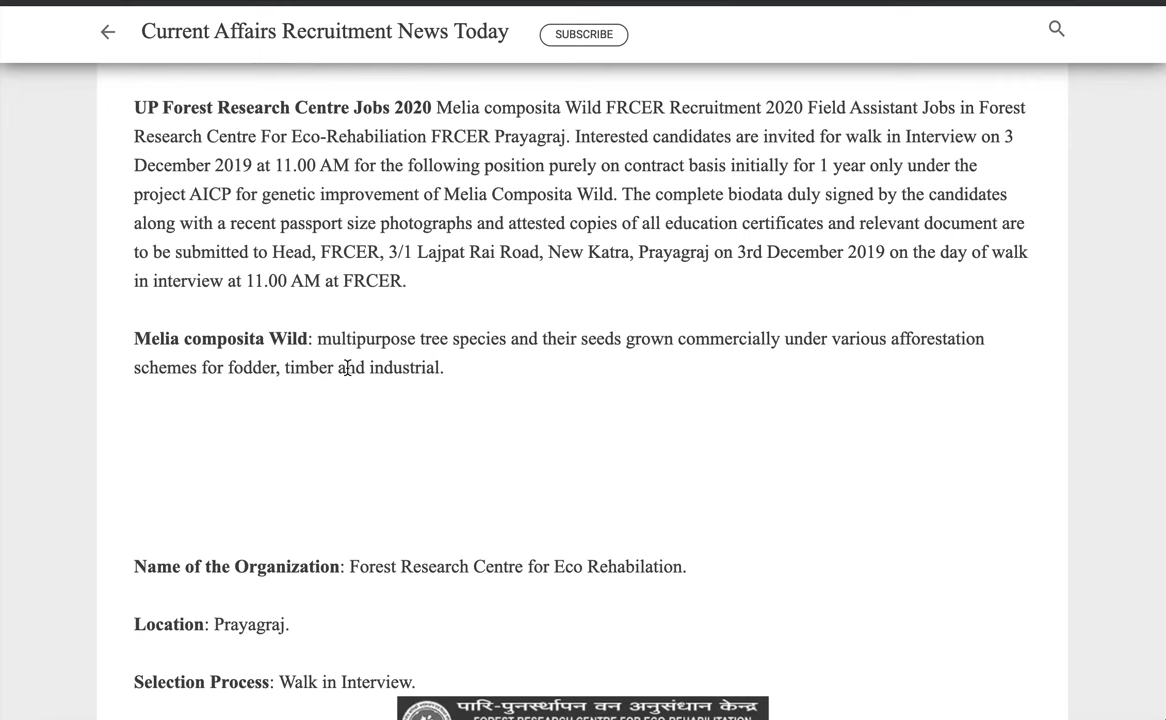 Current Affairs Recruitment News Today
SUBSCRIBE
UP Forest Research Centre Jobs 2020 Melia composita Wild FRCER Recruitment 2020 Field Assistant Jobs in Forest
Research Centre For Eco-Rehabiliation FRCER Prayagraj. Interested candidates are invited for walk in Interview on 3
December 2019 at 11.00 AM for the following position purely on contract basis initially for 1 year only under the
project AICP for genetic improvement of Melia Composita Wild. The complete biodata duly signed by the candidates
along with a recent passport size photographs and attested copies of all education certificates and relevant document are
to be submitted to Head, FRCER, 3/1 Lajpat Rai Road, New Katra, Prayagraj on 3rd December 2019 on the day of walk
in interview at 11.00 AM at FRCER.
Melia composita Wild: multipurpose tree species and their seeds grown commercially under various afforestation
schemes for fodder, timber and industrial.
Name of the Organization: Forest Research Centre for Eco Rehabilation.
Location: Prayagraj.
Selection Process: Walk in Interview.
पारि-पुनर्स्थापन वन अनुसंधान केन्द्र
FOREST RESEARCH CENTRE FOR ECO REHABILITATION